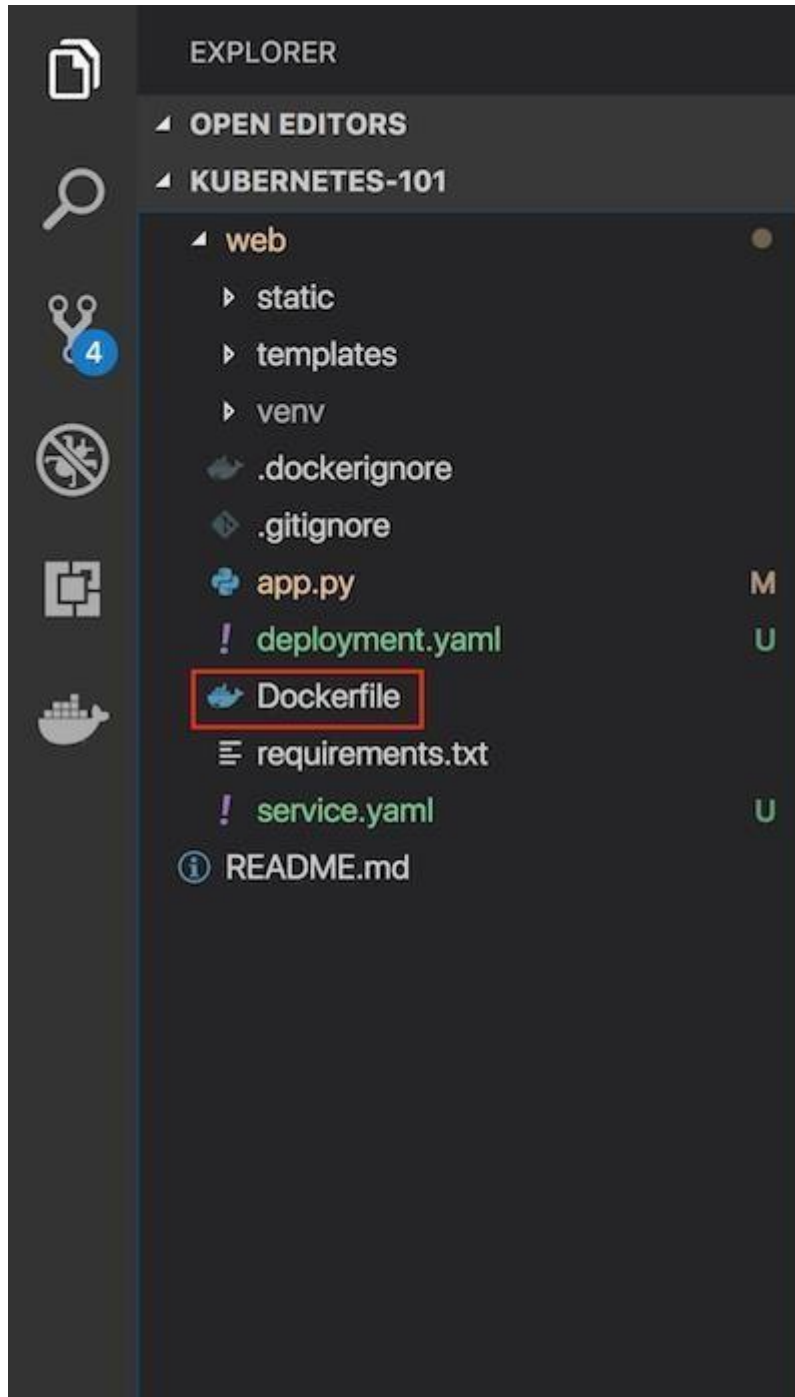 EXPLORER
OPEN EDITORS
KUBERNETES-101
web
static
templates
4
venv
.dockerignore
.gitignore
app.py M
deployment.yaml U
Dockerfile
requirements.txt
service.yaml U
README.md